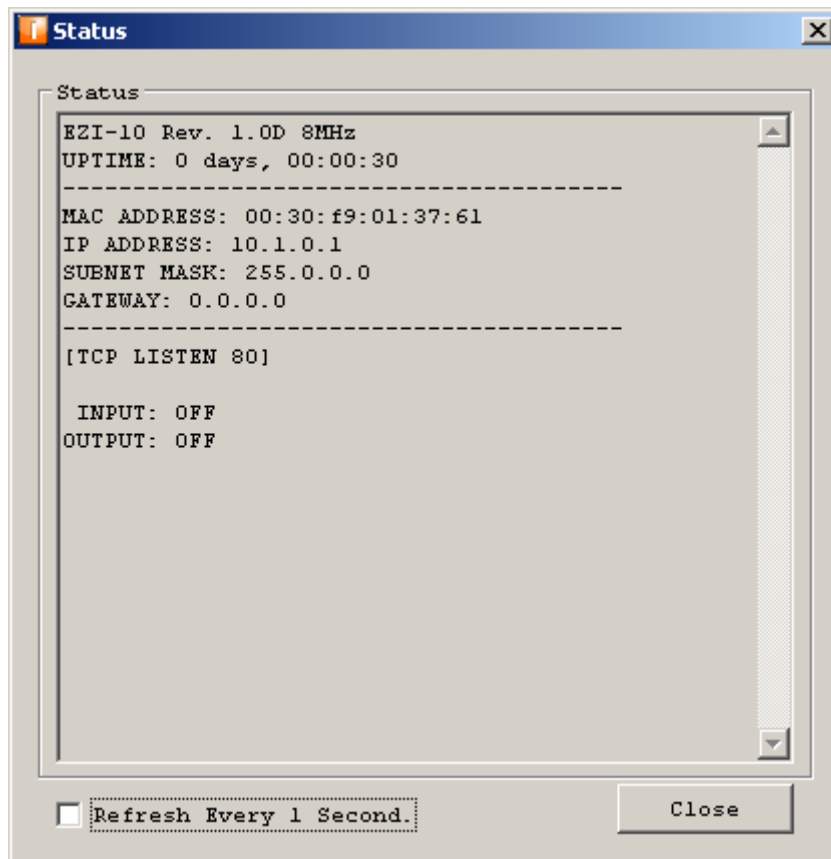 Status
Status
EZI-10 Rev. 1.0D 8MHz
UPTIME: 0 days, 00:00:30
----------------------------------------
MAC ADDRESS: 00:30:f9:01:37:61
IP ADDRESS: 10.1.0.1
SUBNET MASK: 255.0.0.0
GATEWAY: 0.0.0.0
----------------------------------------
[TCP LISTEN 80]
INPUT: OFF
OUTPUT: OFF
Refresh Every 1 Second.
Close